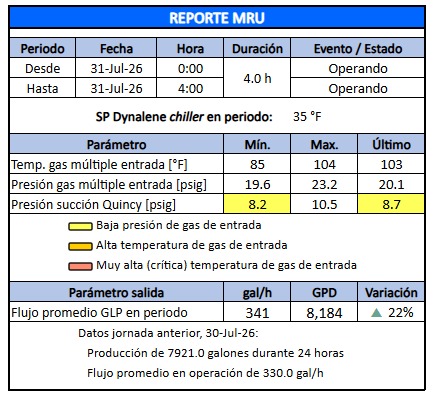 REPORTE MRU
Periodo Fecha Hora Duración Evento / Estado
Desde 31-Jul-26 0:00 4.0 h Operando
Hasta 31-Jul-26 4:00 Operando
SP Dynalene chiller en periodo: 35 °F
Parámetro Mín. Max. Último
Temp. gas múltiple entrada [°F] 85 104 103
Presión gas múltiple entrada [psig] 19.6 23.2 20.1
Presión succión Quincy [psig] 8.2 10.5 8.7
Baja presión de gas de entrada
Alta temperatura de gas de entrada
Muy alta (crítica) temperatura de gas de entrada
Parámetro salida gal/h GPD Variación
Flujo promedio GLP en periodo 341 8,184 ▲ 22%
Datos jornada anterior, 30-Jul-26:
Producción de 7921.0 galones durante 24 horas
Flujo promedio en operación de 330.0 gal/h